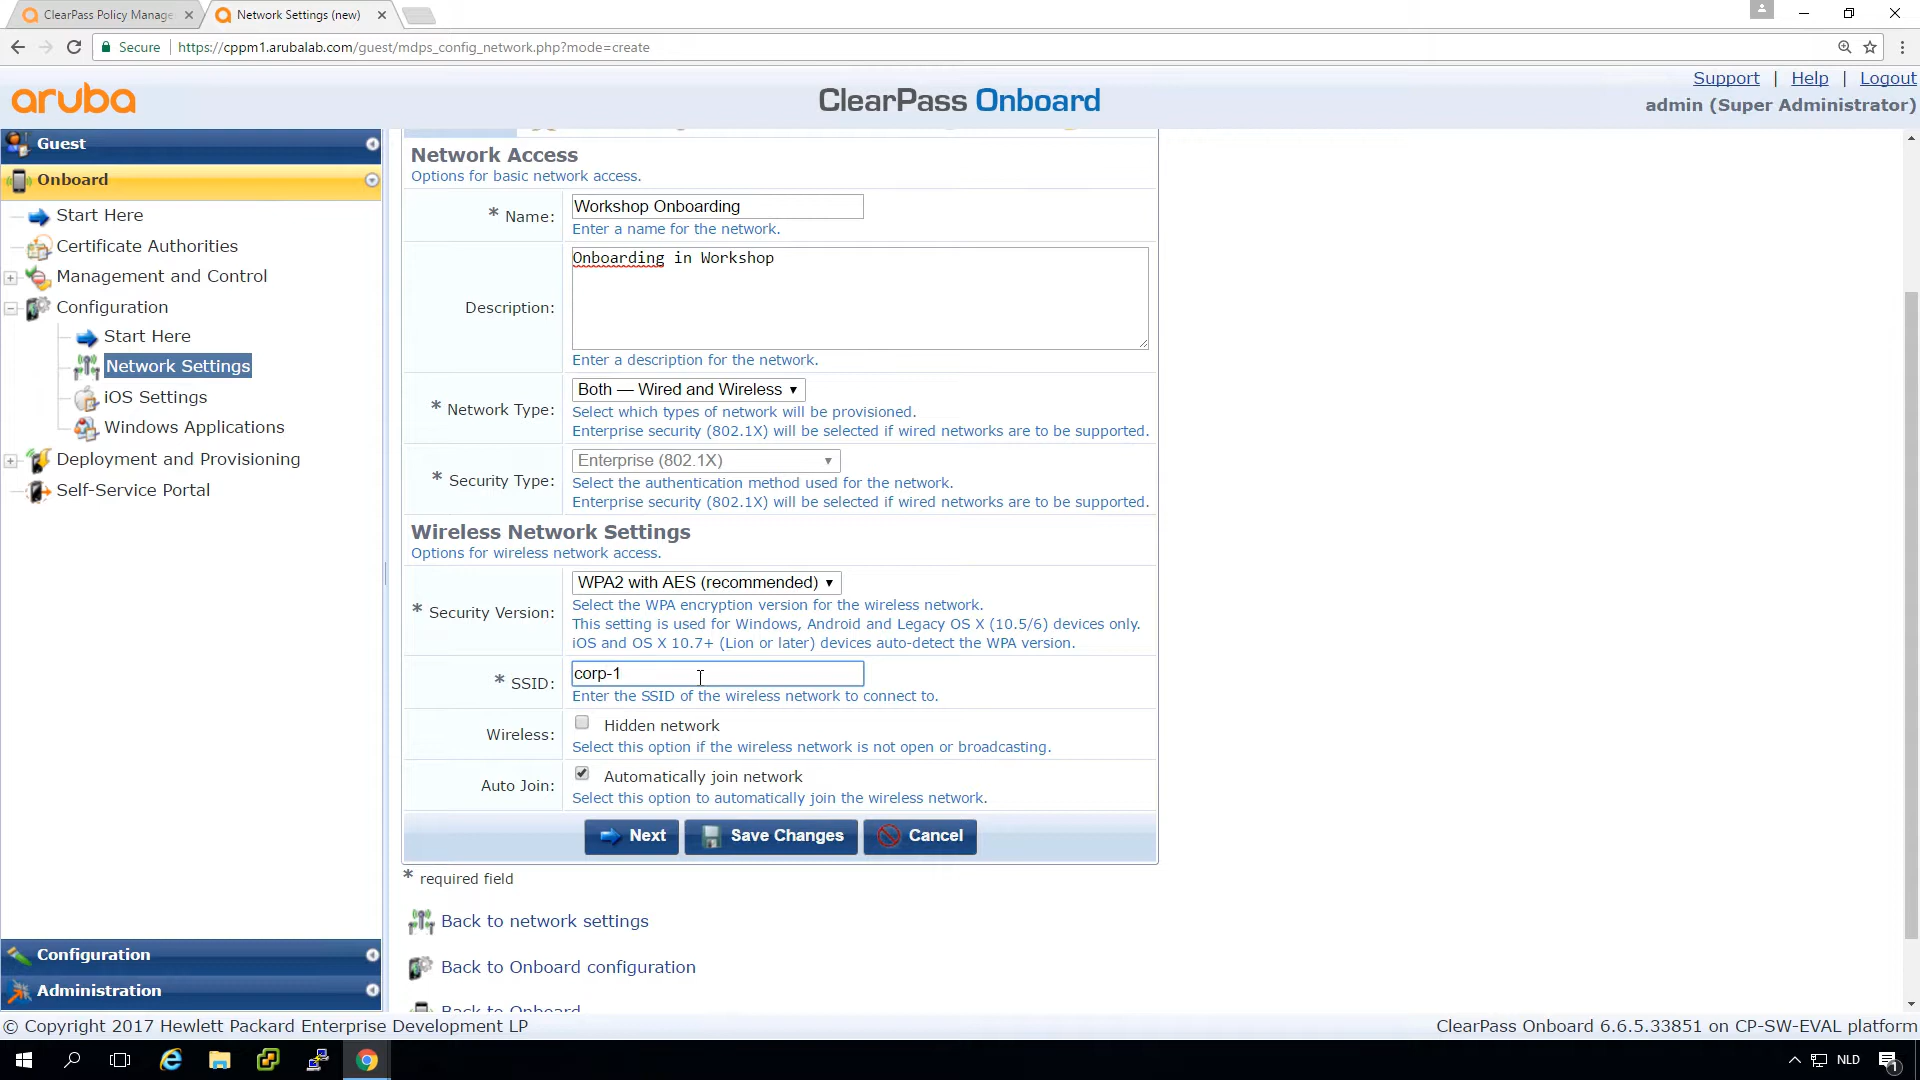 ClearPass Policy Manage
Network Settings (new)
Secure
https://cppm1.arubalab.com/guest/mdps_config_network.php?mode=create
Support | Help | Logout
aruba
ClearPass Onboard
admin (Super Administrator)
Guest
Onboard
Start Here
Certificate Authorities
Management and Control
Configuration
Start Here
Network Settings
iOS Settings
Windows Applications
Deployment and Provisioning
Self-Service Portal
Configuration
Administration
Network Access
Options for basic network access.
* Name:
Workshop Onboarding
Enter a name for the network.
Description:
Onboarding in Workshop
Enter a description for the network.
* Network Type:
Both — Wired and Wireless
Select which types of network will be provisioned.
Enterprise security (802.1X) will be selected if wired networks are to be supported.
* Security Type:
Enterprise (802.1X)
Select the authentication method used for the network.
Enterprise security (802.1X) will be selected if wired networks are to be supported.
Wireless Network Settings
Options for wireless network access.
* Security Version:
WPA2 with AES (recommended)
Select the WPA encryption version for the wireless network.
This setting is used for Windows, Android and Legacy OS X (10.5/6) devices only.
iOS and OS X 10.7+ (Lion or later) devices auto-detect the WPA version.
* SSID:
corp-1
Enter the SSID of the wireless network to connect to.
Wireless:
Hidden network
Select this option if the wireless network is not open or broadcasting.
Auto Join:
Automatically join network
Select this option to automatically join the wireless network.
Next
Save Changes
Cancel
* required field
Back to network settings
Back to Onboard configuration
Back to Onboard
© Copyright 2017 Hewlett Packard Enterprise Development LP
ClearPass Onboard 6.6.5.33851 on CP-SW-EVAL platform
NLD
1